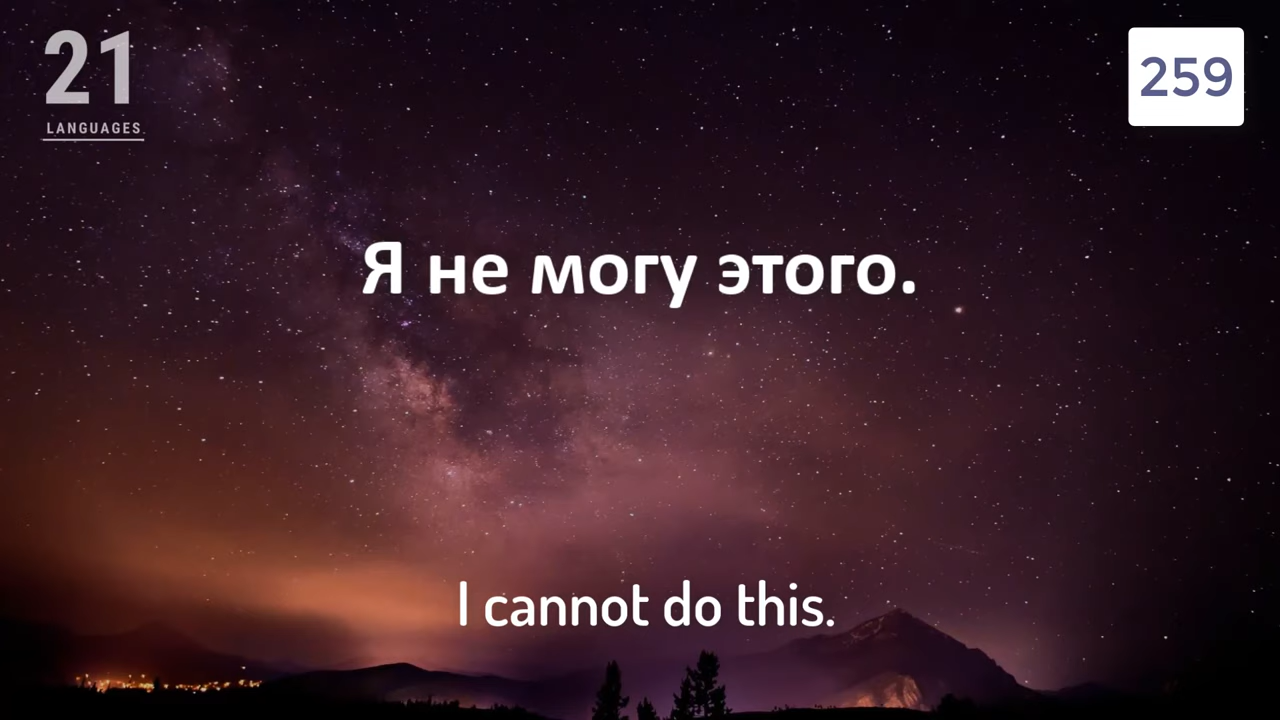 21
LANGUAGES
259
Я не могу этого.
I cannot do this.